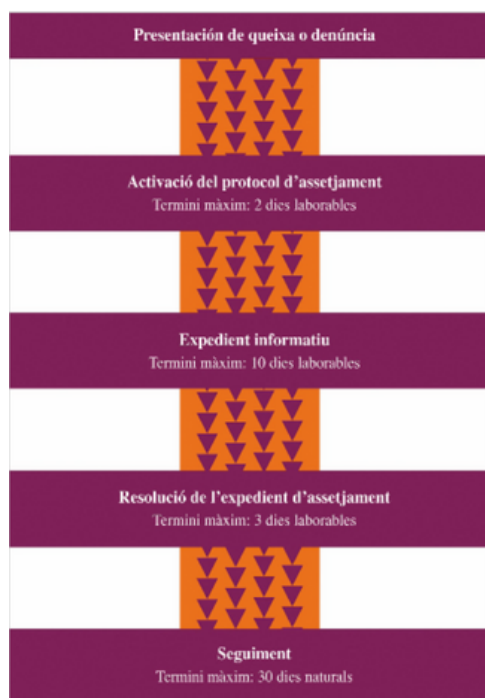 Presentación de queixa o denúncia
Activació del protocol d'assetjament
Termini màxim: 2 dies laborables
Expedient informatiu
Termini màxim: 10 dies laborables
Resolució de l'expedient d'assetjament
Termini màxim: 3 dies laborables
Seguiment
Termini màxim: 30 dies naturals